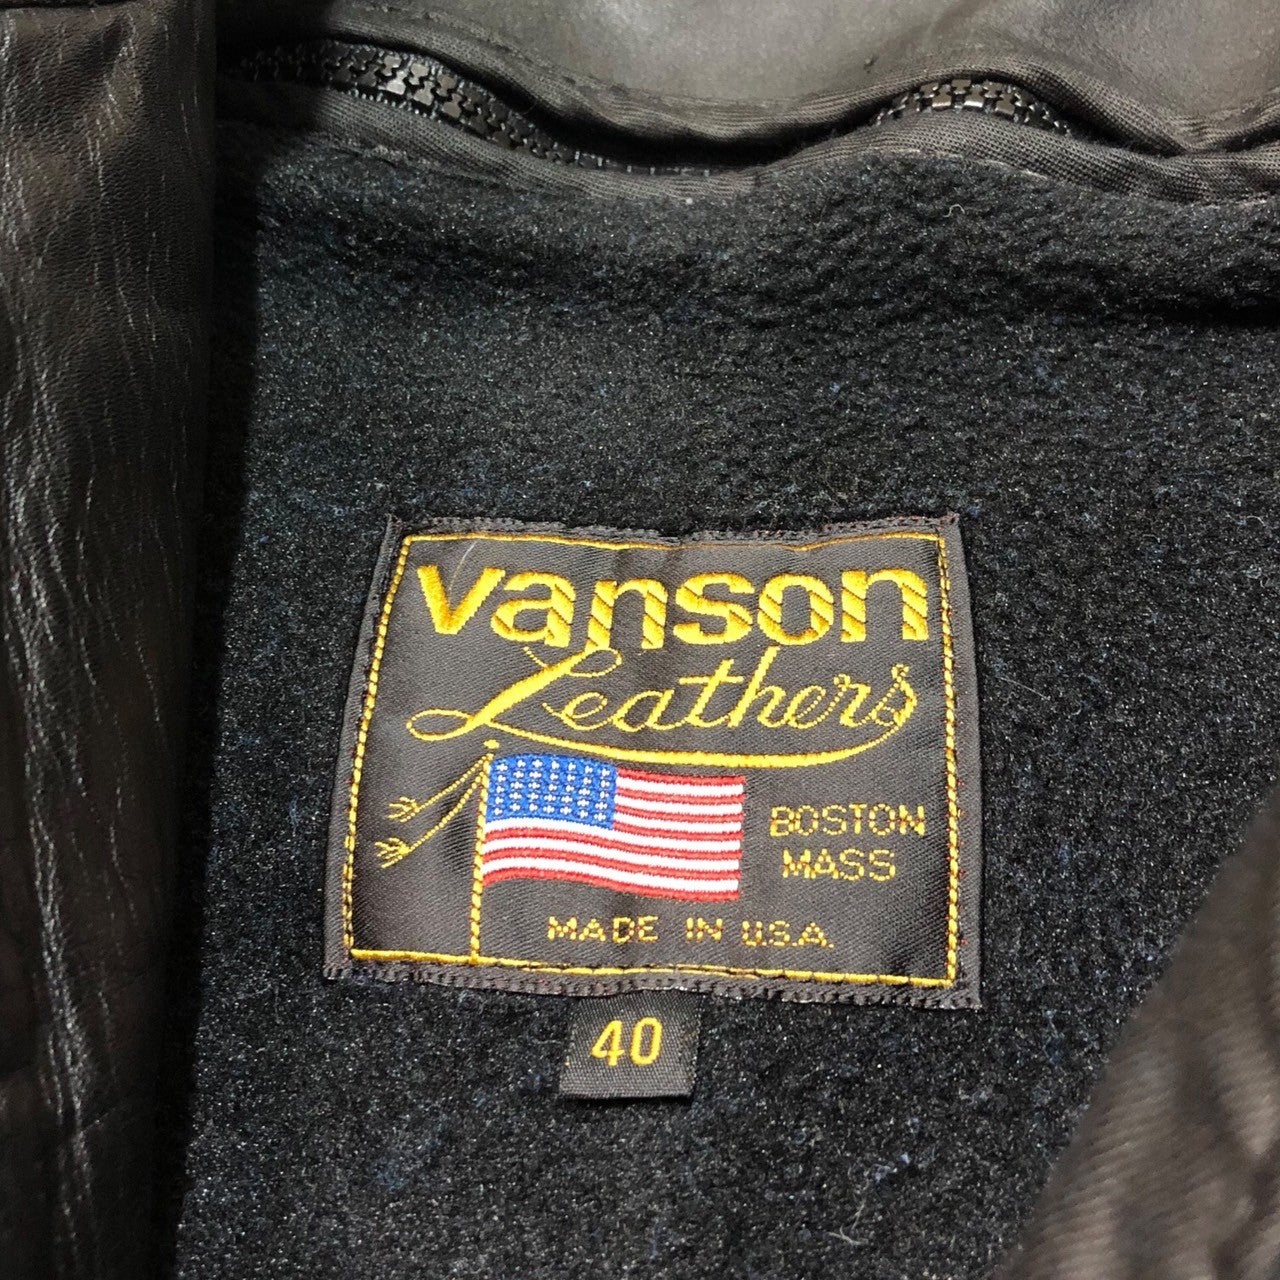 vanson
Leathers
BOSTON
MASS
MADE IN U.S.A.
40